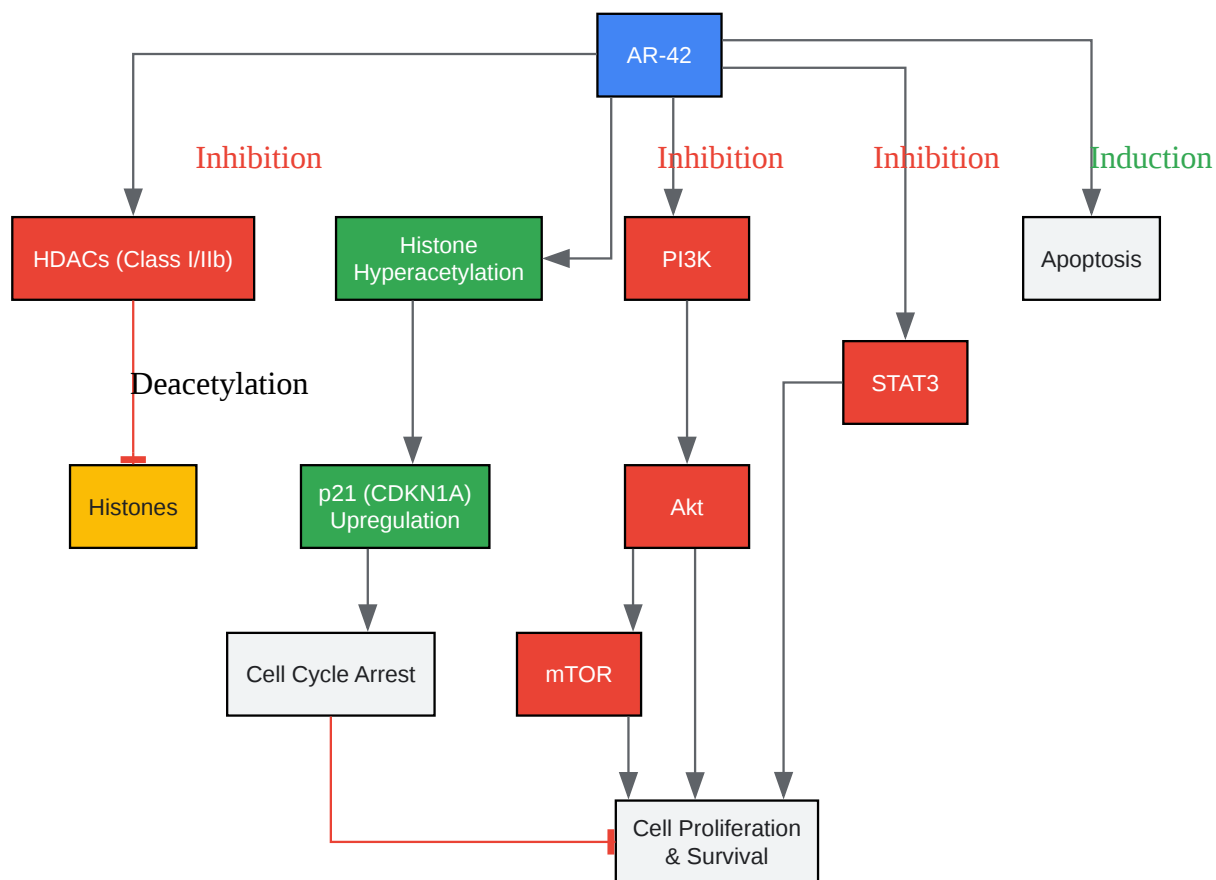 AR-42
Inhibition
Inhibition
Inhibition
Induction
HDACs (Class I/IIb)
Histone
Hyperacetylation
PI3K
Apoptosis
STAT3
Deacetylation
Histones
p21 (CDKN1A)
Upregulation
Akt
Cell Cycle Arrest
mTOR
Cell Proliferation
& Survival